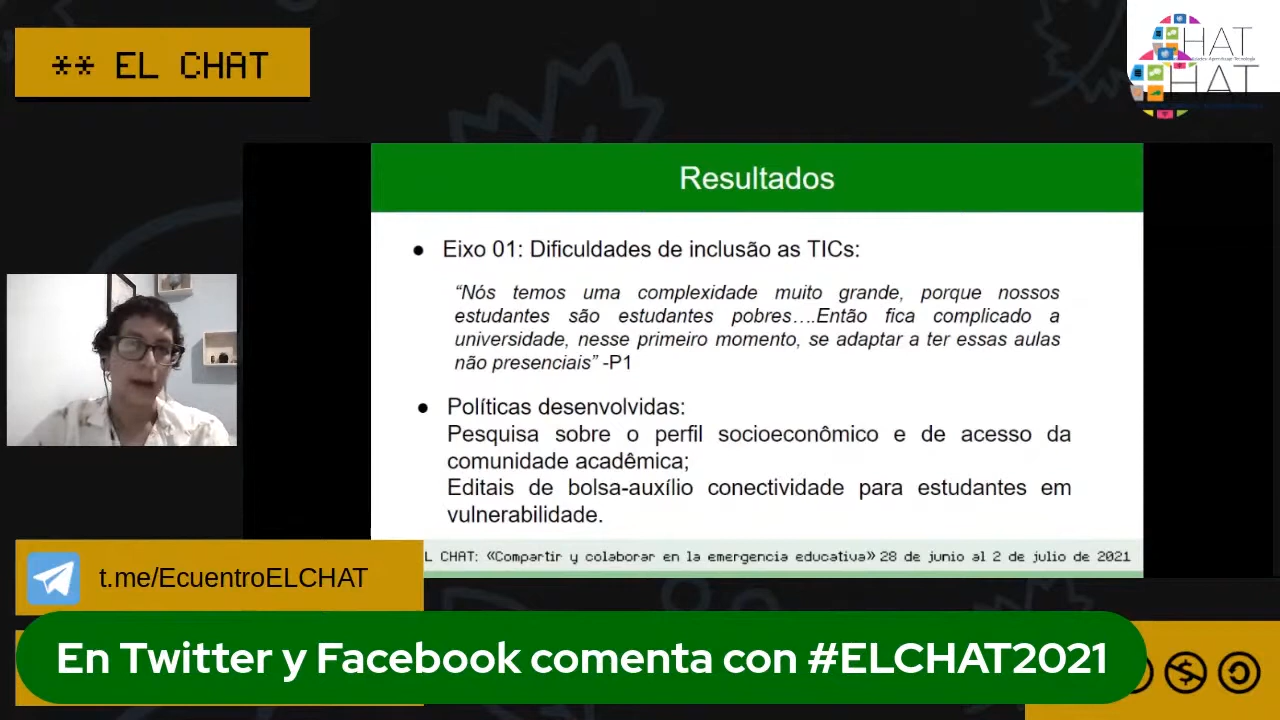 ** EL CHAT
HAT
HAT
Resultados
● Eixo 01: Dificuldades de inclusão as TICs:
“Nós temos uma complexidade muito grande, porque nossos
estudantes são estudantes pobres….Então fica complicado a
universidade, nesse primeiro momento, se adaptar a ter essas aulas
não presenciais” -P1
● Políticas desenvolvidas:
Pesquisa sobre o perfil socioeconômico e de acesso da
comunidade acadêmica;
Editais de bolsa-auxílio conectividade para estudantes em
vulnerabilidade.
L CHAT: «Compartir y colaborar en la emergencia educativa» 28 de junio al 2 de julio de 2021
t.me/EcuentroELCHAT
En Twitter y Facebook comenta con #ELCHAT2021